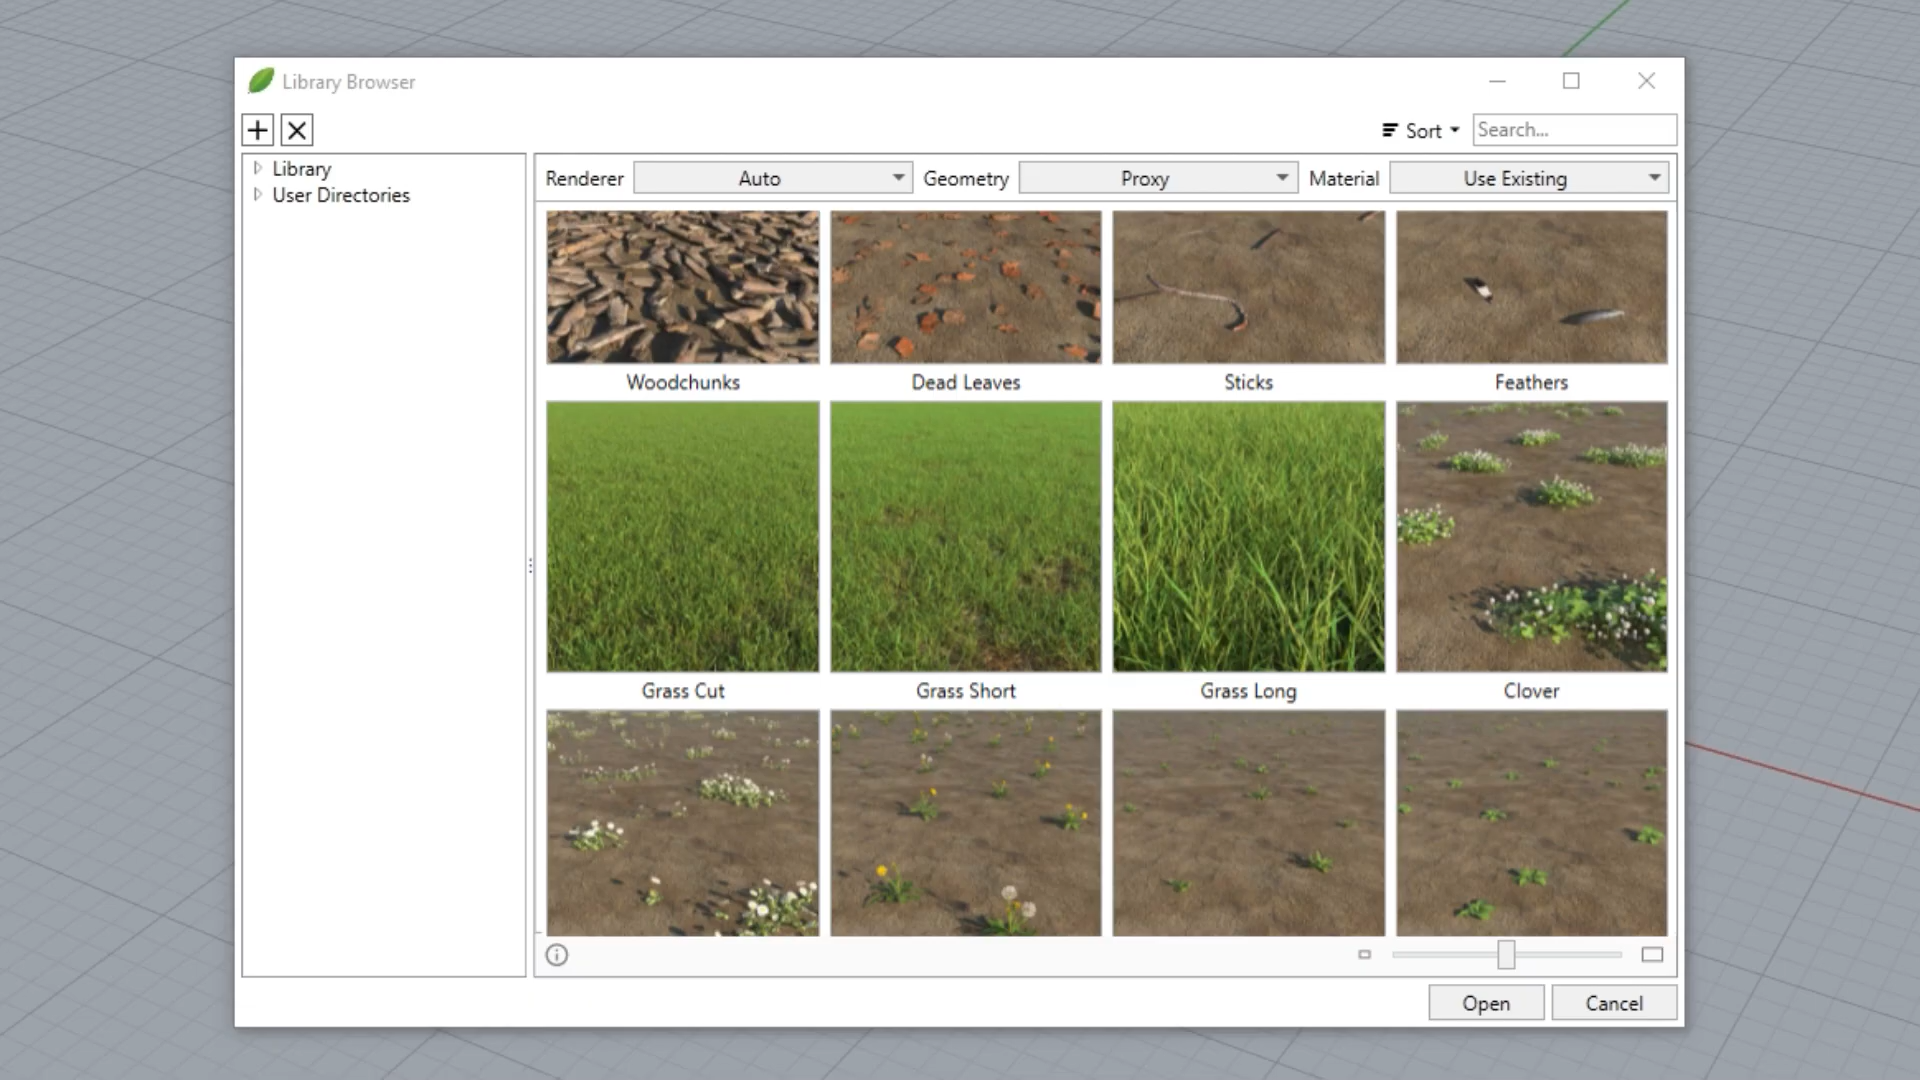 Library Browser
Sort
Search...
Library
User Directories
Renderer Auto Geometry Proxy Material Use Existing
Woodchunks Dead Leaves Sticks Feathers
Grass Cut Grass Short Grass Long Clover
Open Cancel